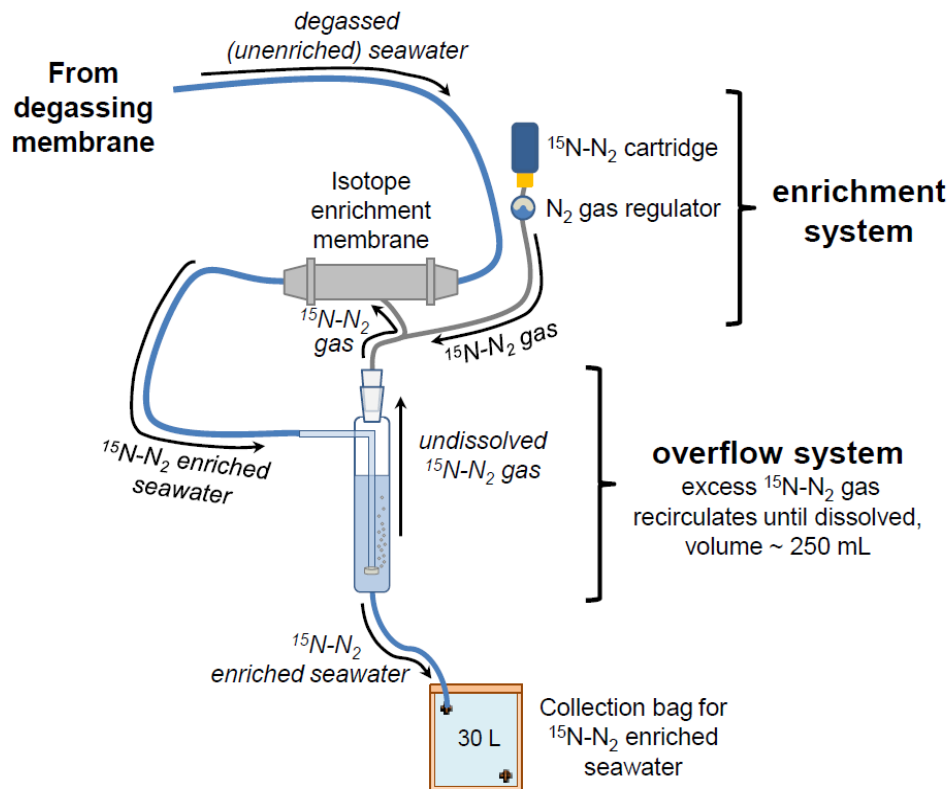 degassed
(unenriched) seawater
From
degassing
membrane
¹⁵N-N₂ cartridge
N₂ gas regulator
enrichment
system
Isotope
enrichment
membrane
¹⁵N-N₂
gas
¹⁵N-N₂ gas
¹⁵N-N₂ enriched
seawater
undissolved
¹⁵N-N₂ gas
overflow system
excess ¹⁵N-N₂ gas
recirculates until dissolved,
volume ~ 250 mL
¹⁵N-N₂
enriched seawater
30 L
Collection bag for
¹⁵N-N₂ enriched
seawater